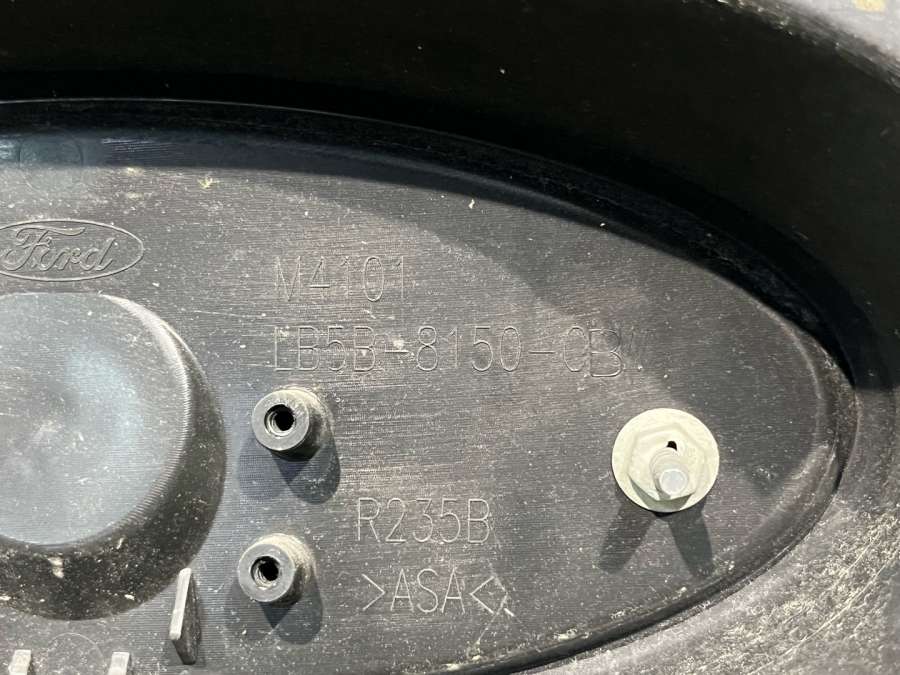 Ford
M4101
LB5B-8150-CB
R235B
>ASA<